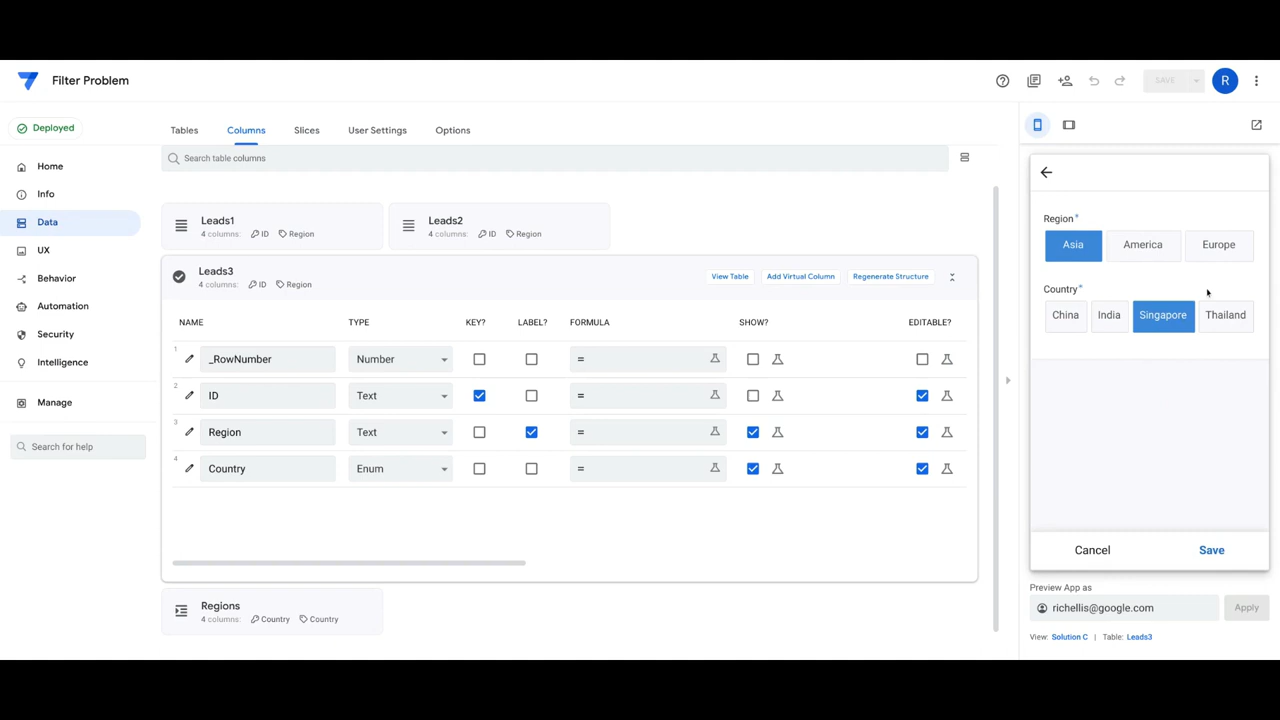 Filter Problem
SAVE
R
Deployed
Home
Info
Data
UX
Behavior
Automation
Security
Intelligence
Manage
Search for help
Tables Columns Slices User Settings Options
Search table columns
Leads1
4 columns: ID Region
Leads2
4 columns: ID Region
Leads3
4 columns: ID Region
View Table Add Virtual Column Regenerate Structure
NAME TYPE KEY? LABEL? FORMULA SHOW? EDITABLE?
1 _RowNumber Number =
2 ID Text =
3 Region Text =
4 Country Enum =
Regions
4 columns: Country Country
Region*
Asia America Europe
Country*
China India Singapore Thailand
Cancel Save
Preview App as
richellis@google.com Apply
View: Solution C | Table: Leads3